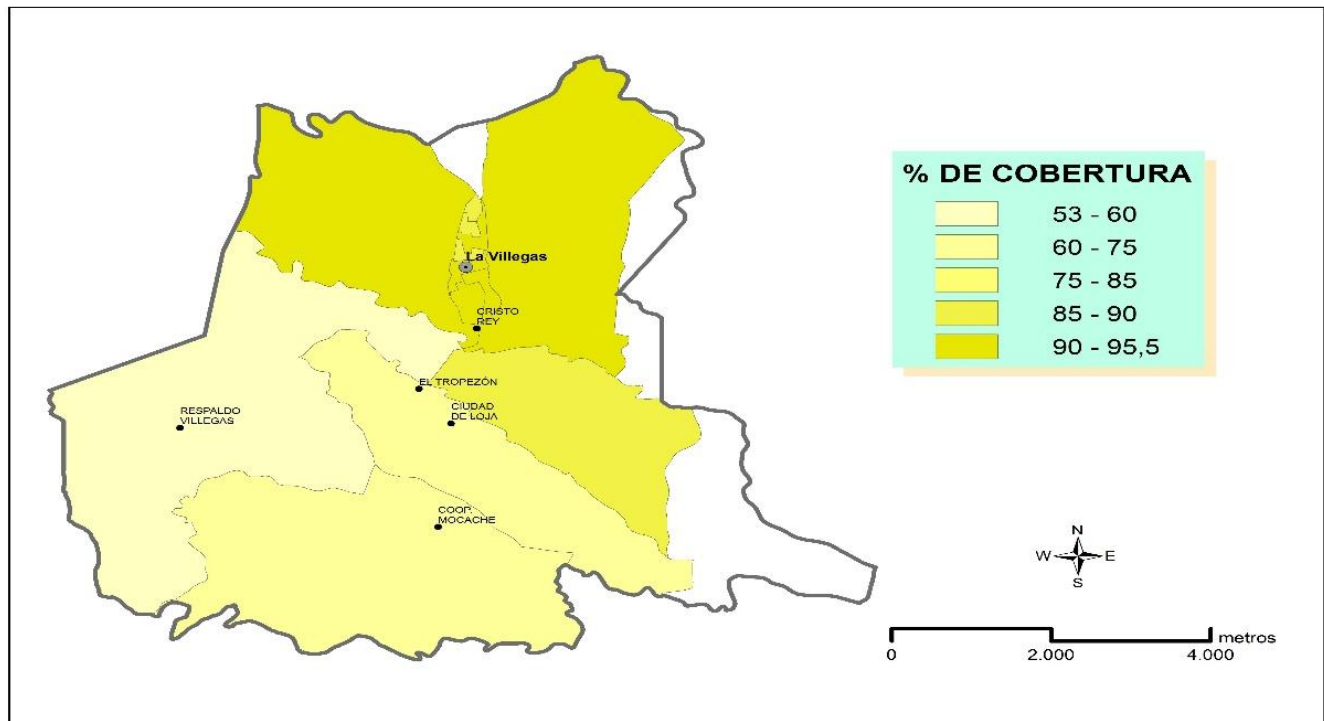 % DE COBERTURA
53 - 60
60 - 75
75 - 85
85 - 90
90 - 95,5
La Villegas
CRISTO
REY
EL TROPEZÓN
CIUDAD
DE LOJA
RESPALDO
VILLEGAS
COOP.
MOCACHE
N
W E
S
metros
0 2.000 4.000